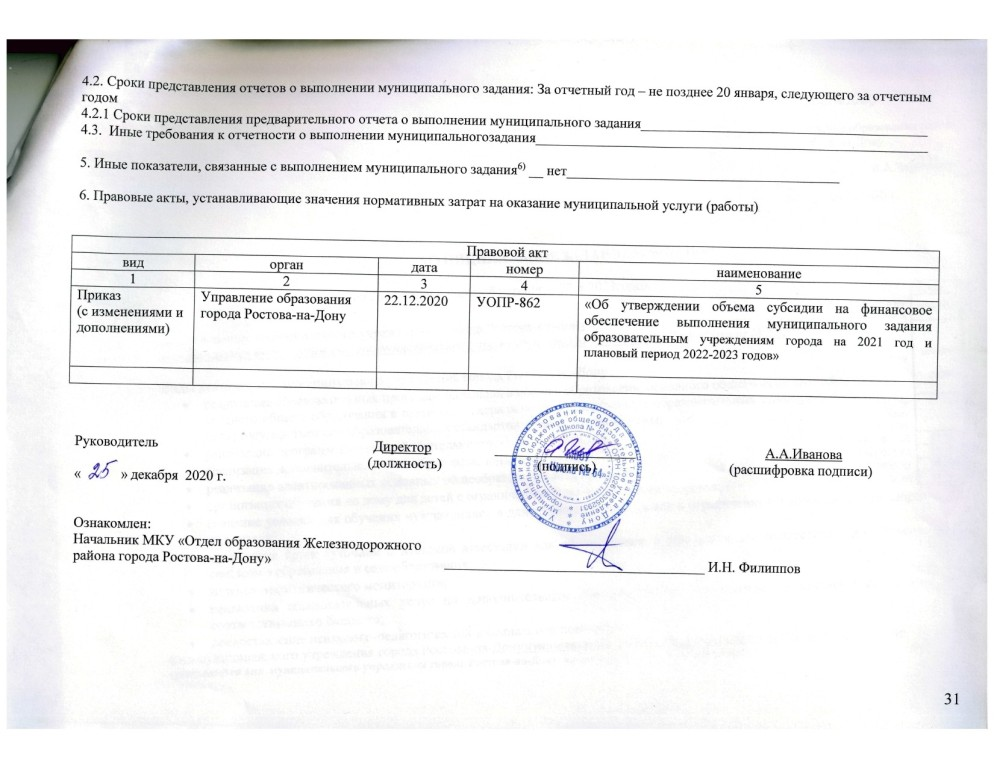 4.2. Сроки представления отчетов о выполнении муниципального задания: За отчетный год – не позднее 20 января, следующего за отчетным
годом
4.2.1 Сроки представления предварительного отчета о выполнении муниципального задания
4.3. Иные требования к отчетности о выполнении муниципальногозадания
5. Иные показатели, связанные с выполнением муниципального задания6) __ нет
6. Правовые акты, устанавливающие значения нормативных затрат на оказание муниципальной услуги (работы)
Правовой акт
вид орган дата номер наименование
1 2 3 4 5
Приказ
(с изменениями и
дополнениями)
Управление образования
города Ростова-на-Дону
22.12.2020
УОПР-862
«Об утверждении объема субсидии на финансовое
обеспечение выполнения муниципального задания
образовательным учреждениям города на 2021 год и
плановый период 2022-2023 годов»
Руководитель
Директор
(должность)
(подпись)
А.А.Иванова
(расшифровка подписи)
« 25 » декабря 2020 г.
Ознакомлен:
Начальник МКУ «Отдел образования Железнодорожного
района города Ростова-на-Дону»
И.Н. Филиппов
31